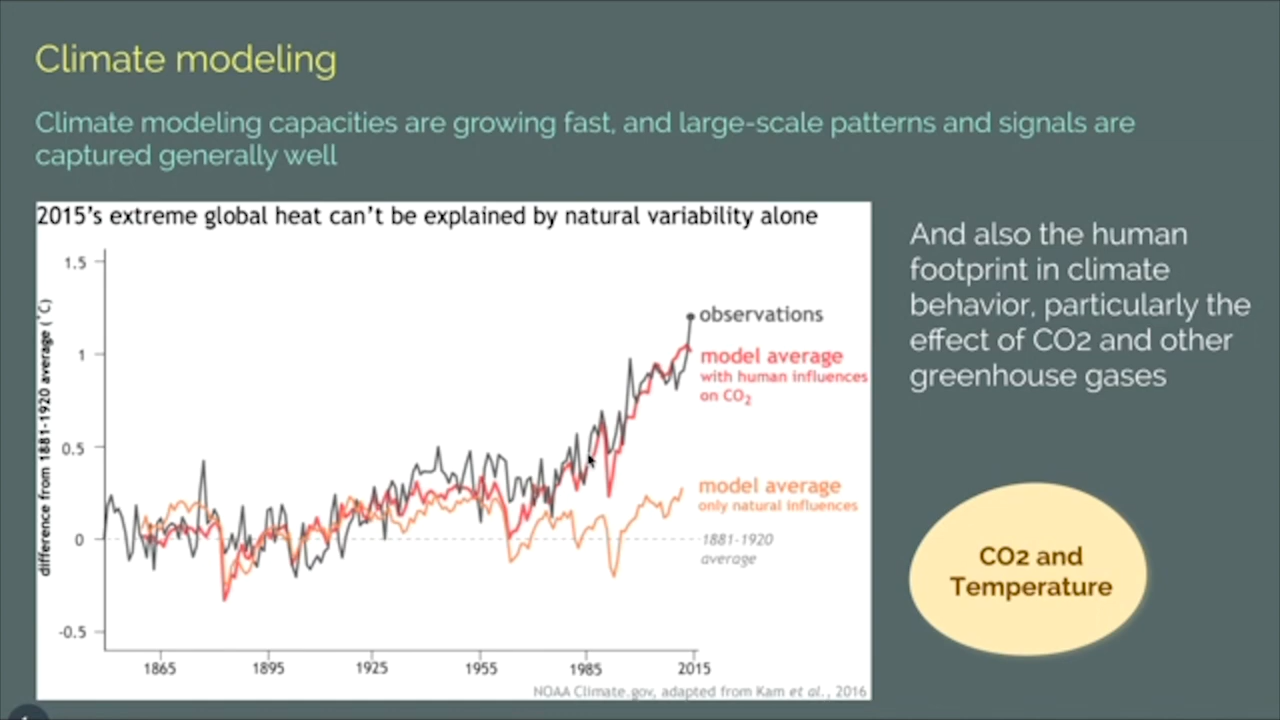 Climate modeling
Climate modeling capacities are growing fast, and large-scale patterns and signals are
captured generally well
2015's extreme global heat can't be explained by natural variability alone
difference from 1881-1920 average (˚C)
1.5
1
0.5
0
-0.5
1865
1895
1925
1955
1985
2015
observations
model average
with human influences
on CO₂
model average
only natural influences
1881-1920
average
NOAA Climate.gov, adapted from Kam et al., 2016
And also the human
footprint in climate
behavior, particularly the
effect of CO2 and other
greenhouse gases
CO2 and
Temperature